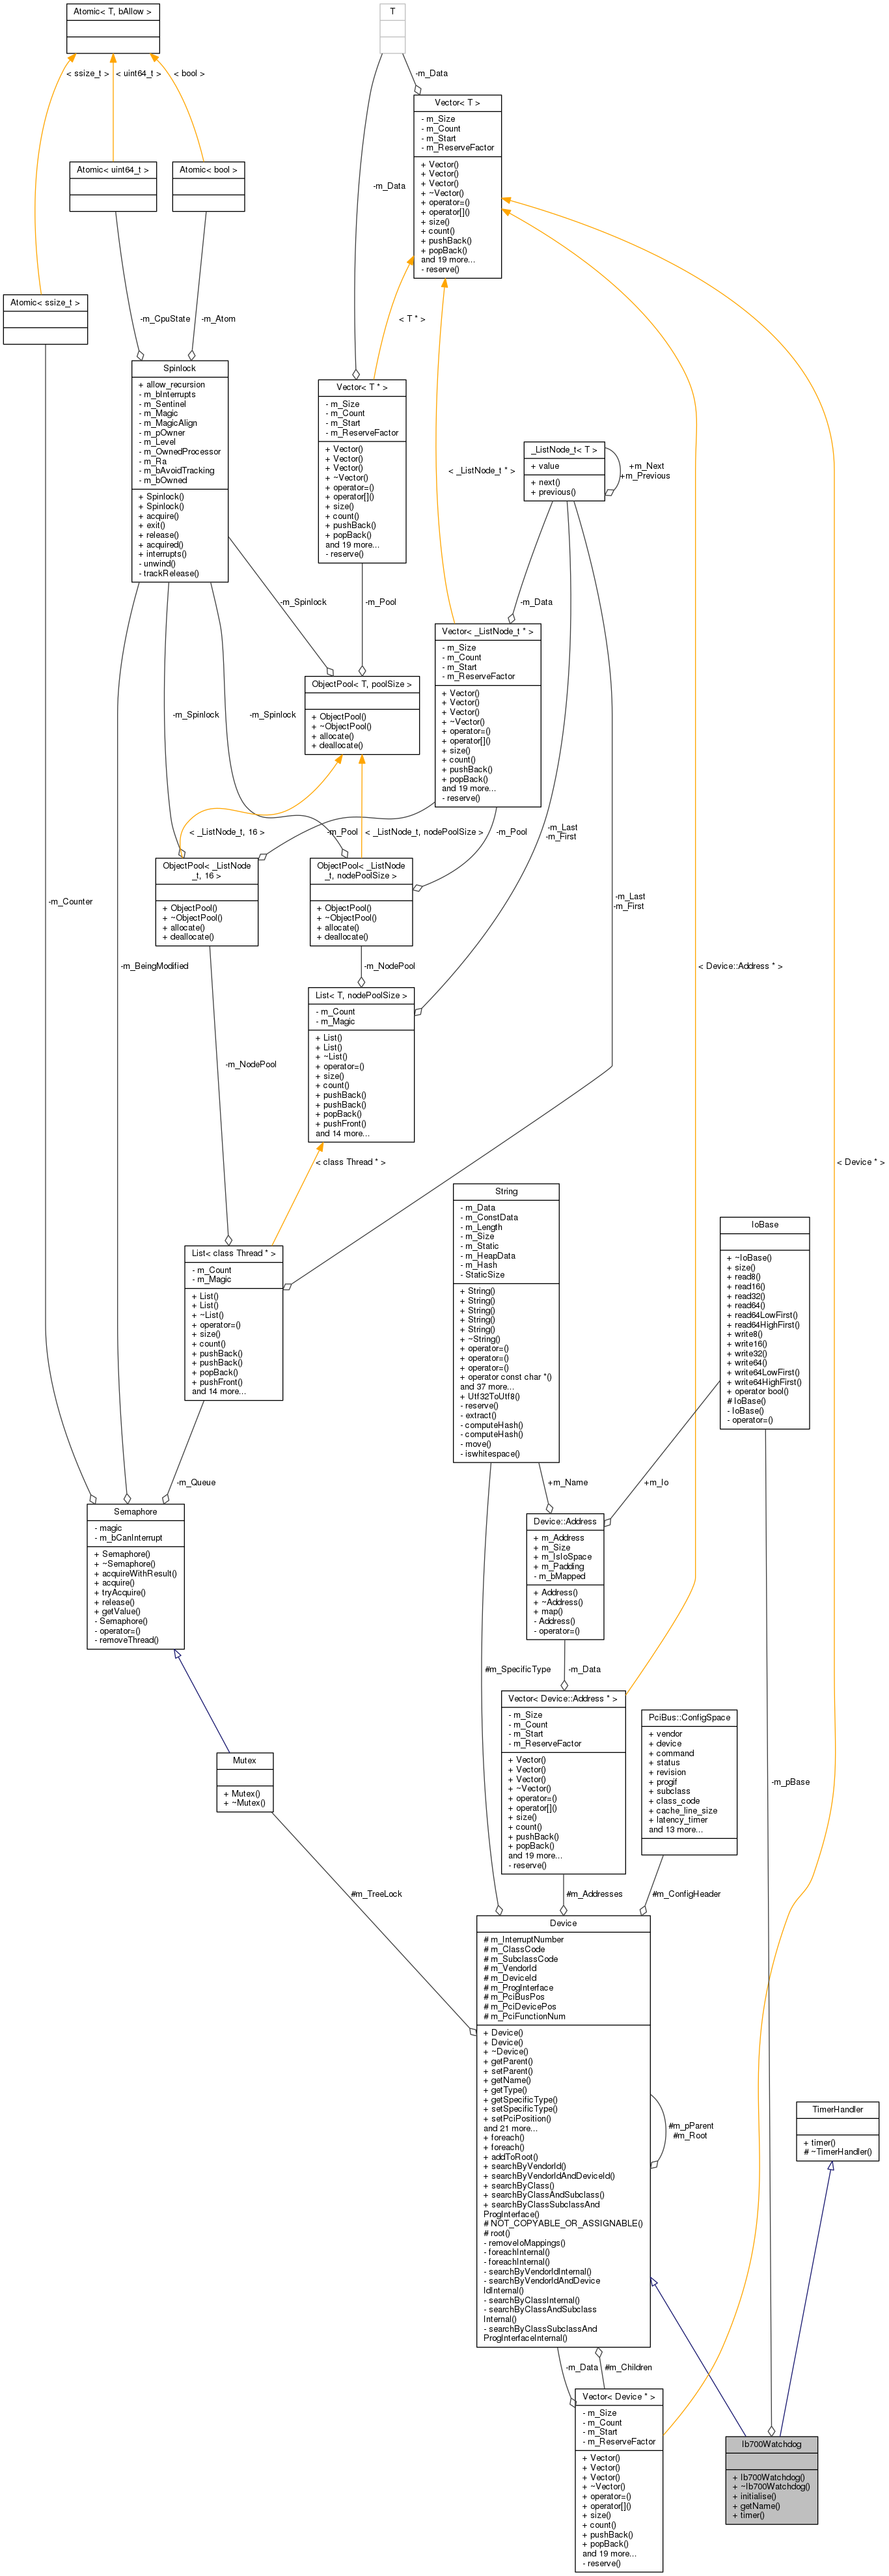 Atomic< T, bAllow >
T
< ssize_t >
< uint64_t >
< bool >
-m_Data
Vector< T >
- m_Size
- m_Count
- m_Start
- m_ReserveFactor
+ Vector()
+ Vector()
+ Vector()
+ ~Vector()
+ operator=()
+ operator[]()
+ size()
+ count()
+ pushBack()
+ popBack()
and 19 more...
- reserve()
Atomic< uint64_t >
Atomic< bool >
-m_Data
Atomic< ssize_t >
-m_CpuState
-m_Atom
< T * >
Spinlock
+ allow_recursion
- m_bInterrupts
- m_Sentinel
- m_Magic
- m_MagicAlign
- m_pOwner
- m_Level
- m_OwnedProcessor
- m_Ra
- m_bAvoidTracking
- m_bOwned
+ Spinlock()
+ Spinlock()
+ acquire()
+ exit()
+ release()
+ acquired()
+ interrupts()
- unwind()
- trackRelease()
Vector< T * >
- m_Size
- m_Count
- m_Start
- m_ReserveFactor
+ Vector()
+ Vector()
+ Vector()
+ ~Vector()
+ operator=()
+ operator[]()
+ size()
+ count()
+ pushBack()
+ popBack()
and 19 more...
- reserve()
< _ListNode_t * >
_ListNode_t< T >
+ value
+ next()
+ previous()
+m_Next
+m_Previous
-m_Spinlock
-m_Pool
-m_Data
Vector< _ListNode_t * >
- m_Size
- m_Count
- m_Start
- m_ReserveFactor
+ Vector()
+ Vector()
+ Vector()
+ ~Vector()
+ operator=()
+ operator[]()
+ size()
+ count()
+ pushBack()
+ popBack()
and 19 more...
- reserve()
ObjectPool< T, poolSize >
+ ObjectPool()
+ ~ObjectPool()
+ allocate()
+ deallocate()
-m_Spinlock
-m_Spinlock
< _ListNode_t, 16 >
-m_Pool
< _ListNode_t, nodePoolSize >
-m_Pool
-m_Last
-m_First
ObjectPool< _ListNode
_t, 16 >
+ ObjectPool()
+ ~ObjectPool()
+ allocate()
+ deallocate()
ObjectPool< _ListNode
_t, nodePoolSize >
+ ObjectPool()
+ ~ObjectPool()
+ allocate()
+ deallocate()
-m_Counter
-m_Last
-m_First
-m_BeingModified
-m_NodePool
< Device::Address * >
List< T, nodePoolSize >
- m_Count
- m_Magic
+ List()
+ List()
+ ~List()
+ operator=()
+ size()
+ count()
+ pushBack()
+ pushBack()
+ popBack()
+ pushFront()
and 14 more...
-m_NodePool
< class Thread * >
< Device * >
String
- m_Data
- m_ConstData
- m_Length
- m_Size
- m_Static
- m_HeapData
- m_Hash
- StaticSize
+ String()
+ String()
+ String()
+ String()
+ String()
+ ~String()
+ operator=()
+ operator=()
+ operator=()
+ operator const char *()
and 37 more...
+ Utf32ToUtf8()
- reserve()
- extract()
- computeHash()
- computeHash()
- move()
- iswhitespace()
IoBase
+ ~IoBase()
+ size()
+ read8()
+ read16()
+ read32()
+ read64()
+ read64LowFirst()
+ read64HighFirst()
+ write8()
+ write16()
+ write32()
+ write64()
+ write64LowFirst()
+ write64HighFirst()
+ operator bool()
# IoBase()
- IoBase()
- operator=()
List< class Thread * >
- m_Count
- m_Magic
+ List()
+ List()
+ ~List()
+ operator=()
+ size()
+ count()
+ pushBack()
+ pushBack()
+ popBack()
+ pushFront()
and 14 more...
-m_Queue
+m_Name
+m_Io
Semaphore
- magic
- m_bCanInterrupt
+ Semaphore()
+ ~Semaphore()
+ acquireWithResult()
+ acquire()
+ tryAcquire()
+ release()
+ getValue()
- Semaphore()
- operator=()
- removeThread()
Device::Address
+ m_Address
+ m_Size
+ m_IsIoSpace
+ m_Padding
- m_bMapped
+ Address()
+ ~Address()
+ map()
- Address()
- operator=()
#m_SpecificType
-m_Data
Vector< Device::Address * >
- m_Size
- m_Count
- m_Start
- m_ReserveFactor
+ Vector()
+ Vector()
+ Vector()
+ ~Vector()
+ operator=()
+ operator[]()
+ size()
+ count()
+ pushBack()
+ popBack()
and 19 more...
- reserve()
PciBus::ConfigSpace
+ vendor
+ device
+ command
+ status
+ revision
+ progif
+ subclass
+ class_code
+ cache_line_size
+ latency_timer
and 13 more...
-m_pBase
Mutex
+ Mutex()
+ ~Mutex()
#m_TreeLock
#m_Addresses
#m_ConfigHeader
Device
# m_InterruptNumber
# m_ClassCode
# m_SubclassCode
# m_VendorId
# m_DeviceId
# m_ProgInterface
# m_PciBusPos
# m_PciDevicePos
# m_PciFunctionNum
+ Device()
+ Device()
+ ~Device()
+ getParent()
+ setParent()
+ getName()
+ getType()
+ getSpecificType()
+ setSpecificType()
+ setPciPosition()
and 21 more...
+ foreach()
+ foreach()
+ addToRoot()
+ searchByVendorId()
+ searchByVendorIdAndDeviceId()
+ searchByClass()
+ searchByClassAndSubclass()
+ searchByClassSubclassAnd
ProgInterface()
# NOT_COPYABLE_OR_ASSIGNABLE()
# root()
- removeIoMappings()
- foreachInternal()
- foreachInternal()
- searchByVendorIdInternal()
- searchByVendorIdAndDevice
IdInternal()
- searchByClassInternal()
- searchByClassAndSubclass
Internal()
- searchByClassSubclassAnd
ProgInterfaceInternal()
#m_pParent
#m_Root
TimerHandler
+ timer()
# ~TimerHandler()
-m_Data
#m_Children
Vector< Device * >
- m_Size
- m_Count
- m_Start
- m_ReserveFactor
+ Vector()
+ Vector()
+ Vector()
+ ~Vector()
+ operator=()
+ operator[]()
+ size()
+ count()
+ pushBack()
+ popBack()
and 19 more...
- reserve()
Ib700Watchdog
+ Ib700Watchdog()
+ ~Ib700Watchdog()
+ initialise()
+ getName()
+ timer()